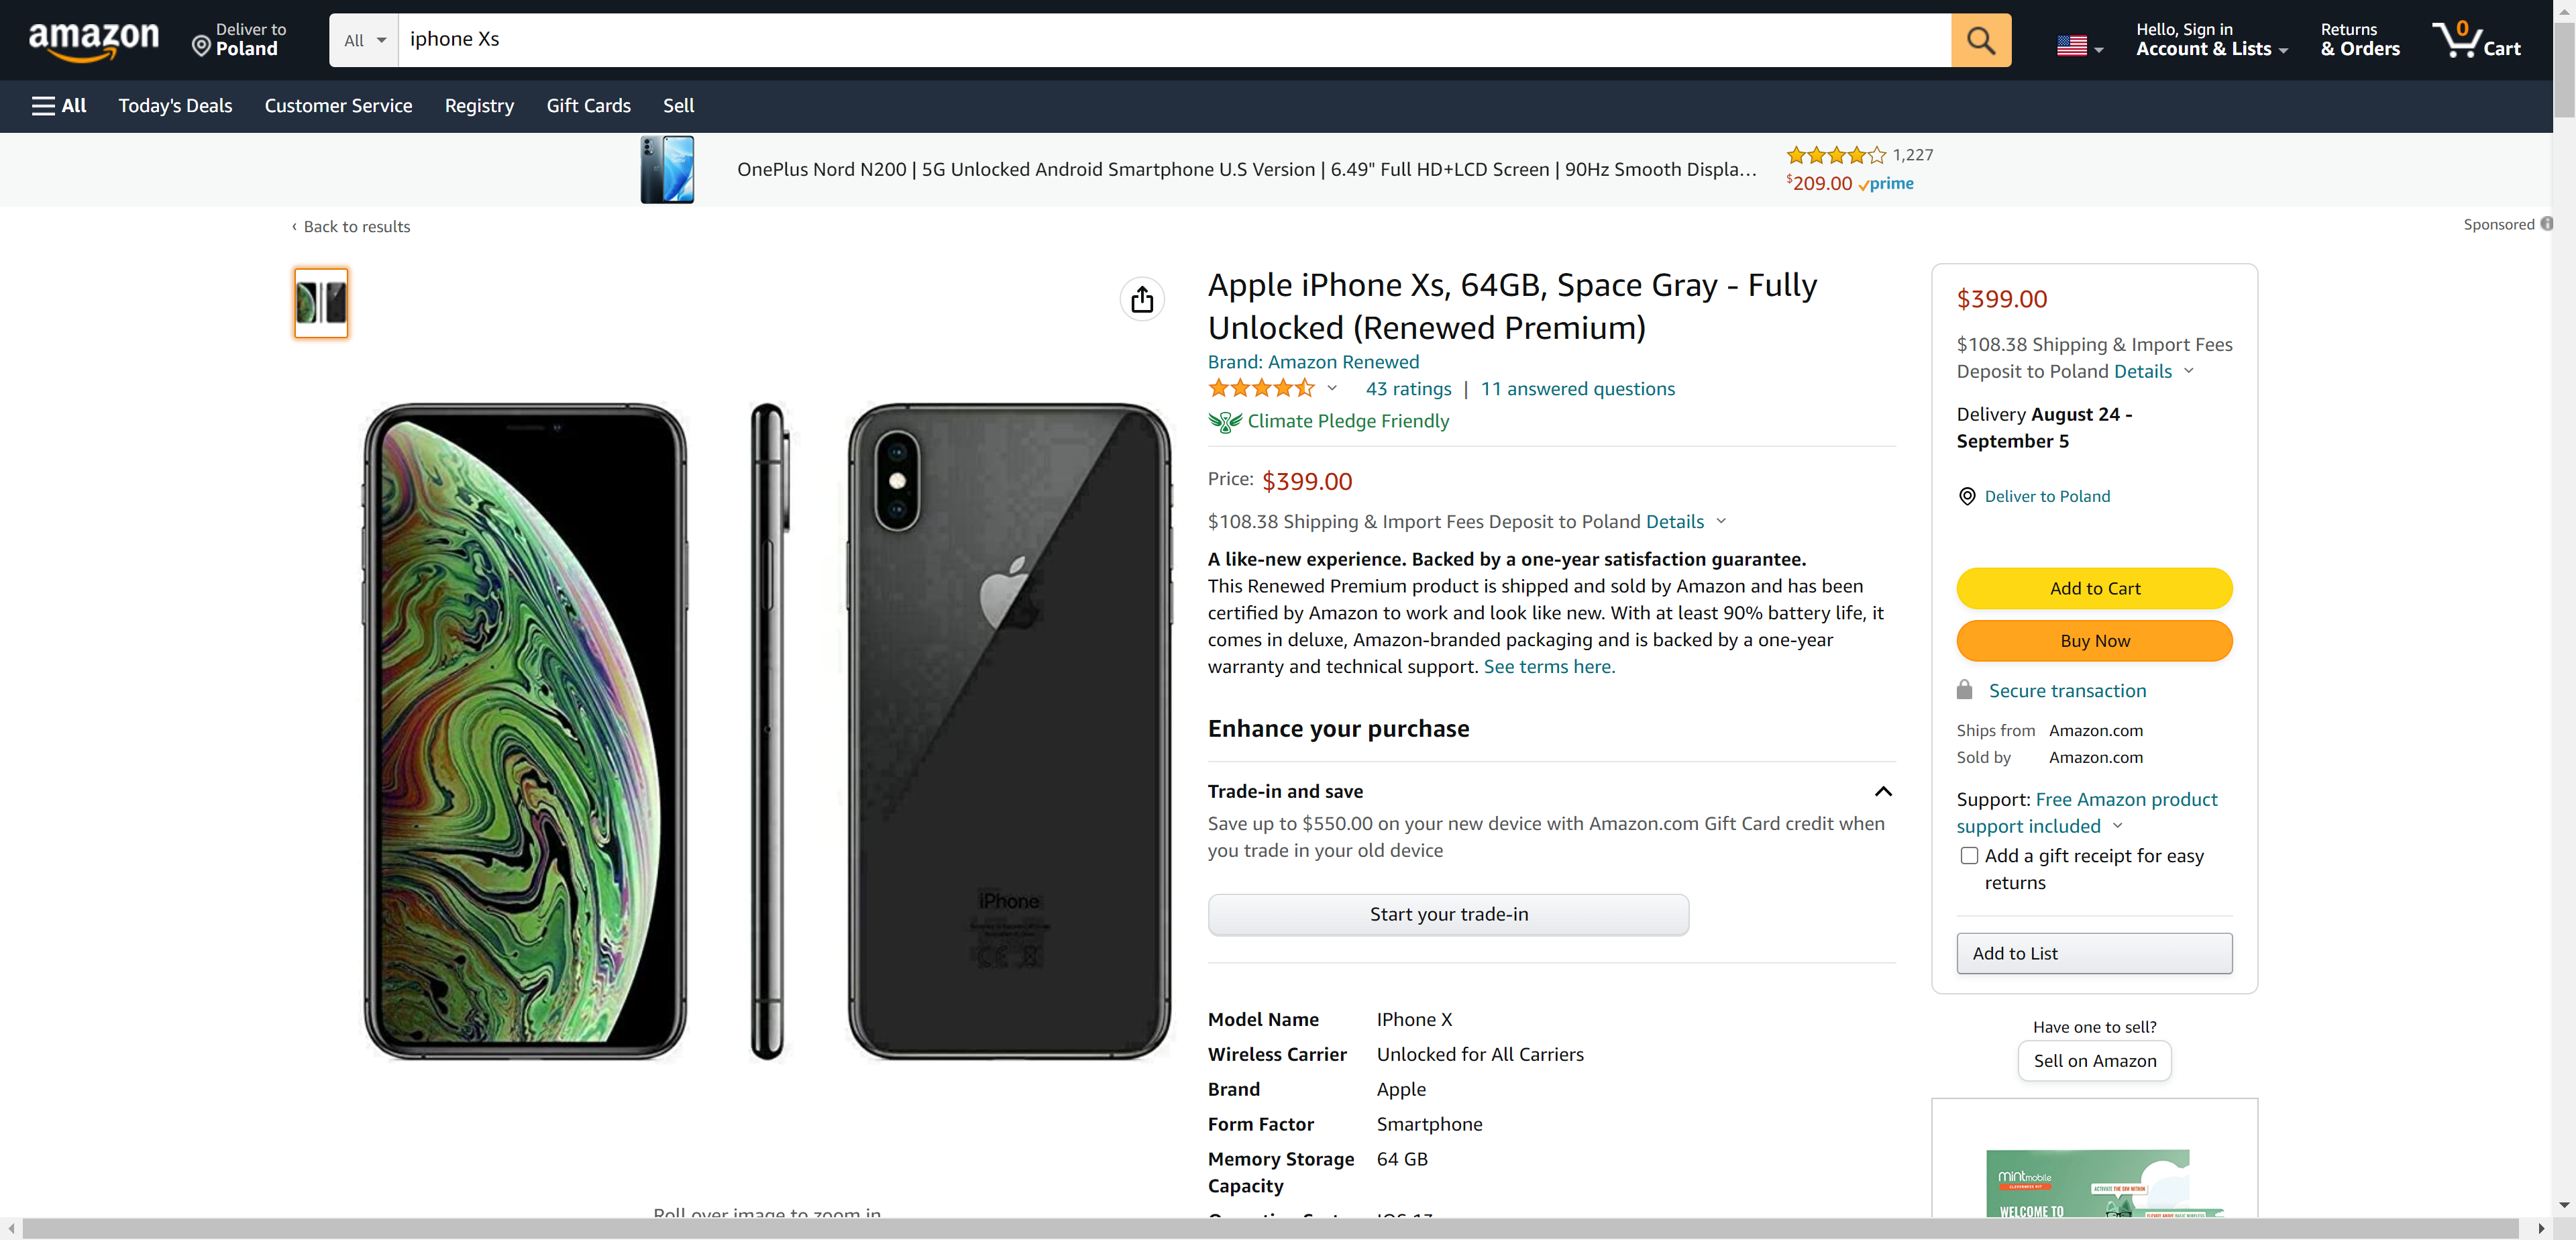 amazon
Deliver to
Poland
All
iphone Xs
Hello, Sign in
Account & Lists
Returns
& Orders
0
Cart
All
Today's Deals
Customer Service
Registry
Gift Cards
Sell
OnePlus Nord N200 | 5G Unlocked Android Smartphone U.S Version | 6.49" Full HD+LCD Screen | 90Hz Smooth Displa...
1,227
$209.00 prime
‹ Back to results
Sponsored
Apple iPhone Xs, 64GB, Space Gray - Fully
Unlocked (Renewed Premium)
Brand: Amazon Renewed
43 ratings | 11 answered questions
Climate Pledge Friendly
Price: $399.00
$108.38 Shipping & Import Fees Deposit to Poland Details
A like-new experience. Backed by a one-year satisfaction guarantee.
This Renewed Premium product is shipped and sold by Amazon and has been
certified by Amazon to work and look like new. With at least 90% battery life, it
comes in deluxe, Amazon-branded packaging and is backed by a one-year
warranty and technical support. See terms here.
Enhance your purchase
Trade-in and save
Save up to $550.00 on your new device with Amazon.com Gift Card credit when
you trade in your old device
Start your trade-in
Model Name IPhone X
Wireless Carrier Unlocked for All Carriers
Brand Apple
Form Factor Smartphone
Memory Storage 64 GB
Capacity
iPhone
Roll over image to zoom in
$399.00
$108.38 Shipping & Import Fees
Deposit to Poland Details
Delivery August 24 -
September 5
Deliver to Poland
Add to Cart
Buy Now
Secure transaction
Ships from Amazon.com
Sold by Amazon.com
Support: Free Amazon product
support included
Add a gift receipt for easy
returns
Add to List
Have one to sell?
Sell on Amazon
mintmobile
ACTIVATE THE SIM WITHIN
WELCOME TO